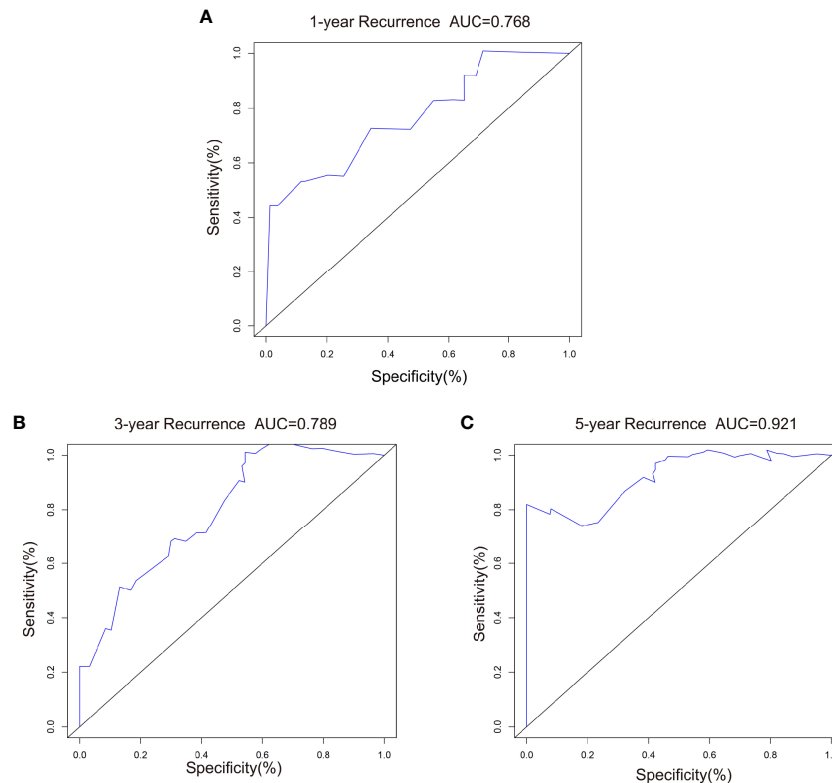 A
1-year Recurrence AUC=0.768
1.0
0.8
0.6
0.4
0.2
0.0
Sensitivity(%)
0.0 0.2 0.4 0.6 0.8 1.0
Specificity(%)
B
3-year Recurrence AUC=0.789
1.0
0.8
0.6
0.4
0.2
0.0
Sensitivity(%)
0.0 0.2 0.4 0.6 0.8 1.0
Specificity(%)
C
5-year Recurrence AUC=0.921
1.0
0.8
0.6
0.4
0.2
0.0
Sensitivity(%)
0.0 0.2 0.4 0.6 0.8 1.
Specificity(%)